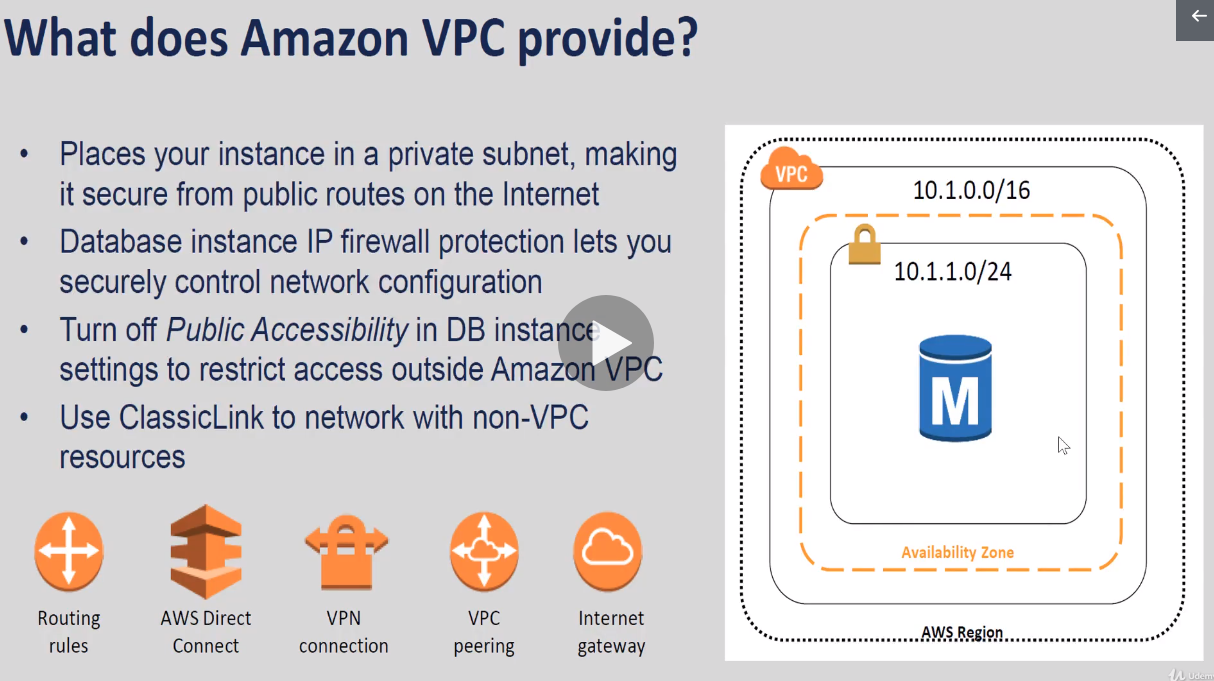 What does Amazon VPC provide?
• Places your instance in a private subnet, making
it secure from public routes on the Internet
• Database instance IP firewall protection lets you
securely control network configuration
• Turn off Public Accessibility in DB instance
settings to restrict access outside Amazon VPC
• Use ClassicLink to network with non-VPC
resources
Routing
rules
AWS Direct
Connect
VPN
connection
VPC
peering
Internet
gateway
VPC
10.1.0.0/16
10.1.1.0/24
M
Availability Zone
AWS Region
Udemy